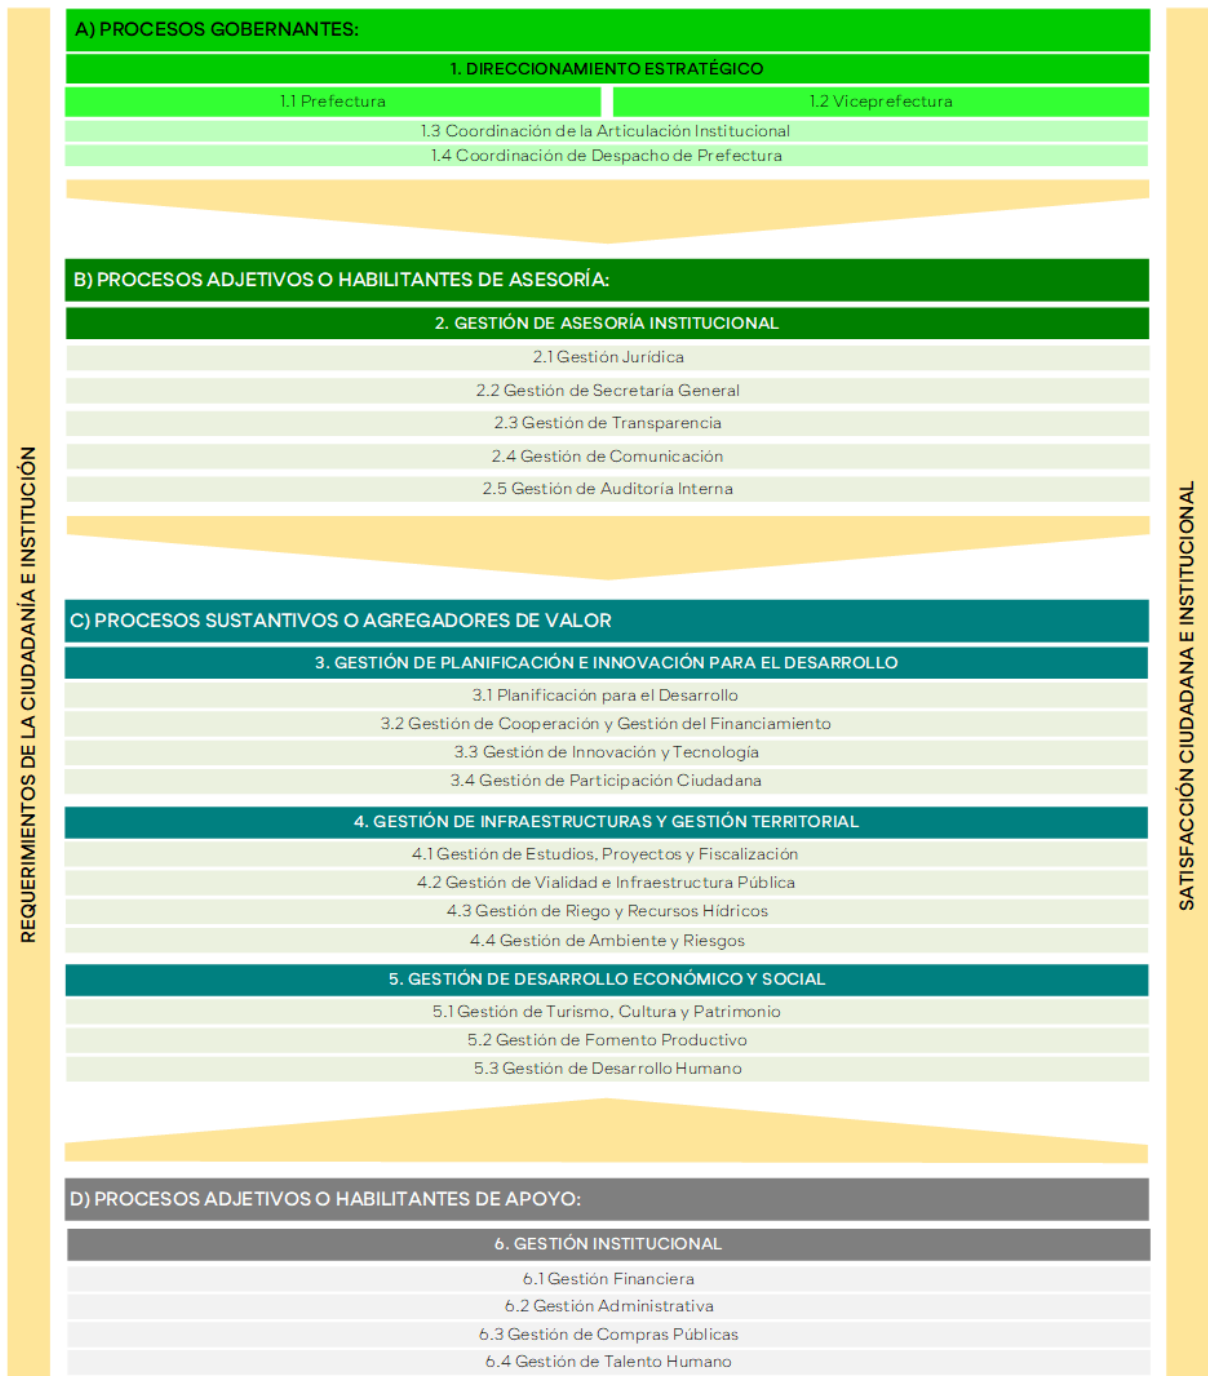 REQUERIMIENTOS DE LA CIUDADANÍA E INSTITUCIÓN
A) PROCESOS GOBERNANTES:
1. DIRECCIONAMIENTO ESTRATÉGICO
1.1 Prefectura
1.2 Viceprefectura
1.3 Coordinación de la Articulación Institucional
1.4 Coordinación de Despacho de Prefectura
B) PROCESOS ADJETIVOS O HABILITANTES DE ASESORÍA:
2. GESTIÓN DE ASESORÍA INSTITUCIONAL
2.1 Gestión Jurídica
2.2 Gestión de Secretaría General
2.3 Gestión de Transparencia
2.4 Gestión de Comunicación
2.5 Gestión de Auditoría Interna
C) PROCESOS SUSTANTIVOS O AGREGADORES DE VALOR
3. GESTIÓN DE PLANIFICACIÓN E INNOVACIÓN PARA EL DESARROLLO
3.1 Planificación para el Desarrollo
3.2 Gestión de Cooperación y Gestión del Financiamiento
3.3 Gestión de Innovación y Tecnología
3.4 Gestión de Participación Ciudadana
4. GESTIÓN DE INFRAESTRUCTURAS Y GESTIÓN TERRITORIAL
4.1 Gestión de Estudios, Proyectos y Fiscalización
4.2 Gestión de Vialidad e Infraestructura Pública
4.3 Gestión de Riego y Recursos Hídricos
4.4 Gestión de Ambiente y Riesgos
5. GESTIÓN DE DESARROLLO ECONÓMICO Y SOCIAL
5.1 Gestión de Turismo, Cultura y Patrimonio
5.2 Gestión de Fomento Productivo
5.3 Gestión de Desarrollo Humano
D) PROCESOS ADJETIVOS O HABILITANTES DE APOYO:
6. GESTIÓN INSTITUCIONAL
6.1 Gestión Financiera
6.2 Gestión Administrativa
6.3 Gestión de Compras Públicas
6.4 Gestión de Talento Humano
SATISFACCIÓN CIUDADANA E INSTITUCIONAL